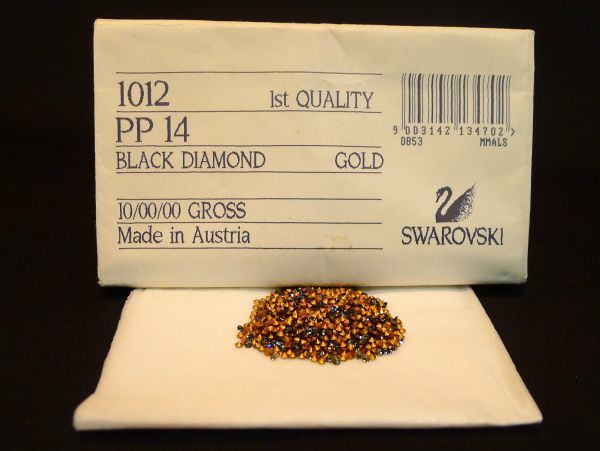 1012 1st QUALITY
PP 14
BLACK DIAMOND GOLD
10/00/00 GROSS
Made in Austria
9 003142 134702 >
0853 MMALS
SWAROVSKI